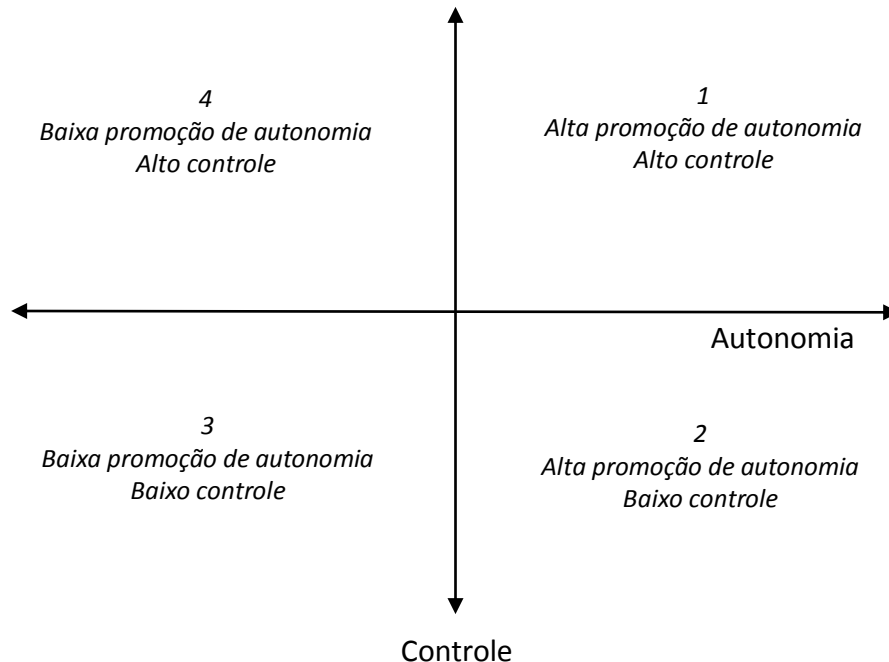 4
Baixa promoção de autonomia
Alto controle
1
Alta promoção de autonomia
Alto controle
Autonomia
3
Baixa promoção de autonomia
Baixo controle
2
Alta promoção de autonomia
Baixo controle
Controle